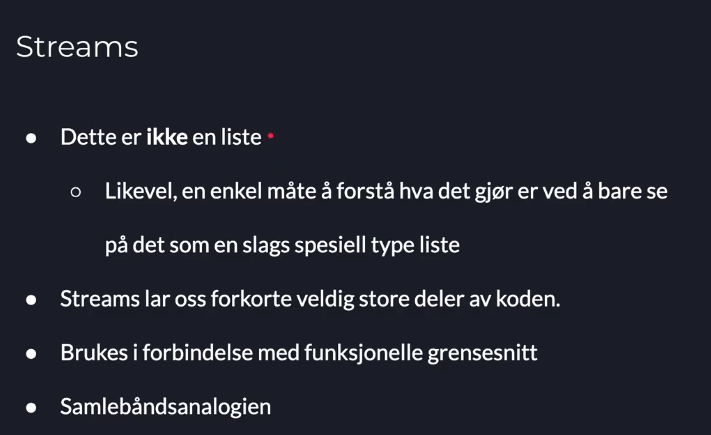 Streams
● Dette er ikke en liste
○ Likevel, en enkel måte å forstå hva det gjør er ved å bare se
på det som en slags spesiell type liste
● Streams lar oss forkorte veldig store deler av koden.
● Brukes i forbindelse med funksjonelle grensesnitt
● Samlebåndsanalogien